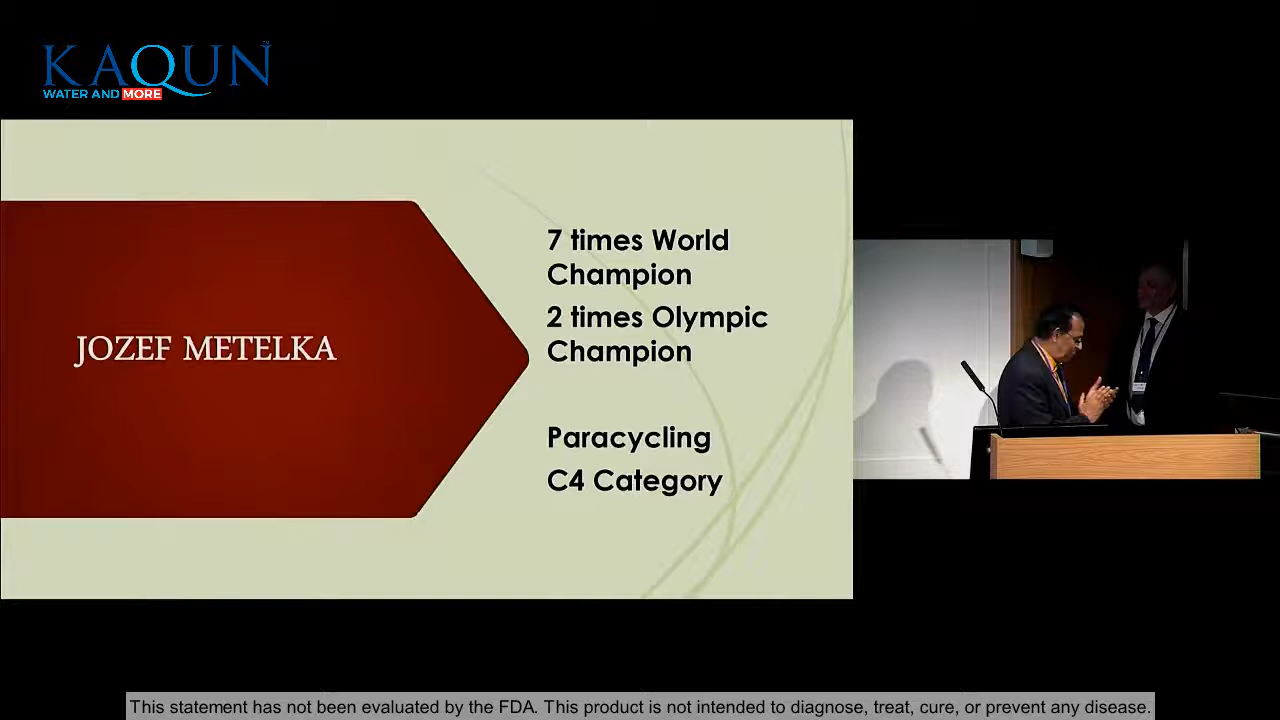 KAQUN™
WATER AND MORE
7 times World
Champion
2 times Olympic
Champion
JOZEF METELKA
Paracycling
C4 Category
This statement has not been evaluated by the FDA. This product is not intended to diagnose, treat, cure, or prevent any disease.